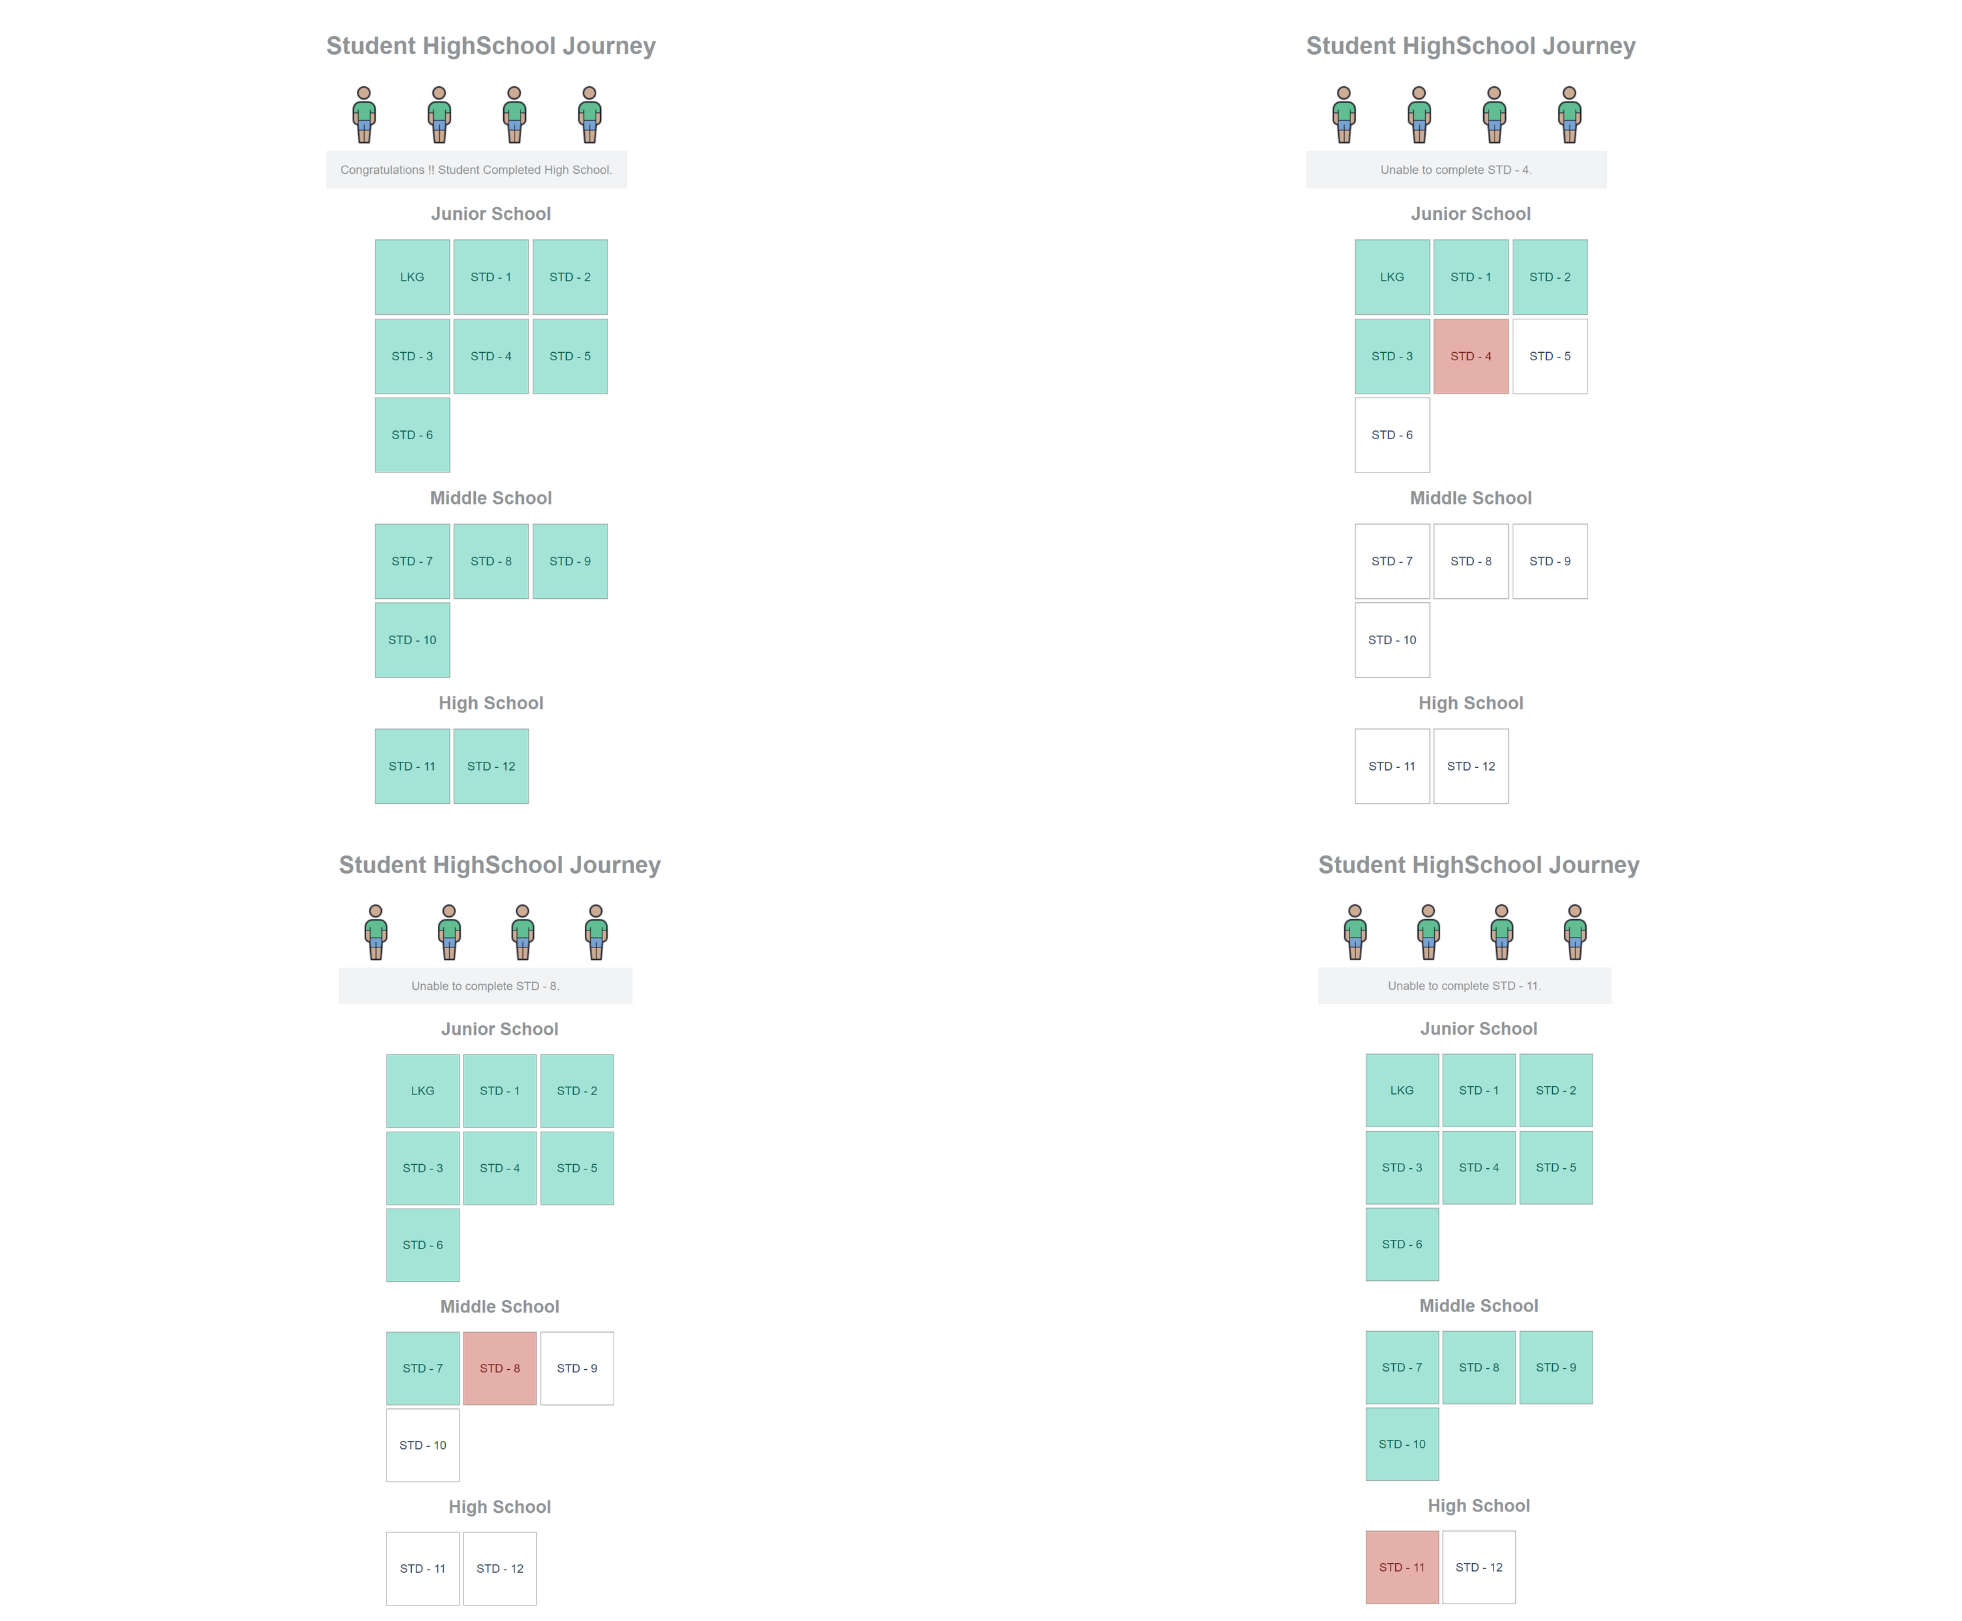 Student HighSchool Journey
Congratulations !! Student Completed High School.
Junior School
LKG STD - 1 STD - 2
STD - 3 STD - 4 STD - 5
STD - 6
Middle School
STD - 7 STD - 8 STD - 9
STD - 10
High School
STD - 11 STD - 12
Student HighSchool Journey
Unable to complete STD - 4.
Junior School
LKG STD - 1 STD - 2
STD - 3 STD - 4 STD - 5
STD - 6
Middle School
STD - 7 STD - 8 STD - 9
STD - 10
High School
STD - 11 STD - 12
Student HighSchool Journey
Unable to complete STD - 8.
Junior School
LKG STD - 1 STD - 2
STD - 3 STD - 4 STD - 5
STD - 6
Middle School
STD - 7 STD - 8 STD - 9
STD - 10
High School
STD - 11 STD - 12
Student HighSchool Journey
Unable to complete STD - 11.
Junior School
LKG STD - 1 STD - 2
STD - 3 STD - 4 STD - 5
STD - 6
Middle School
STD - 7 STD - 8 STD - 9
STD - 10
High School
STD - 11 STD - 12